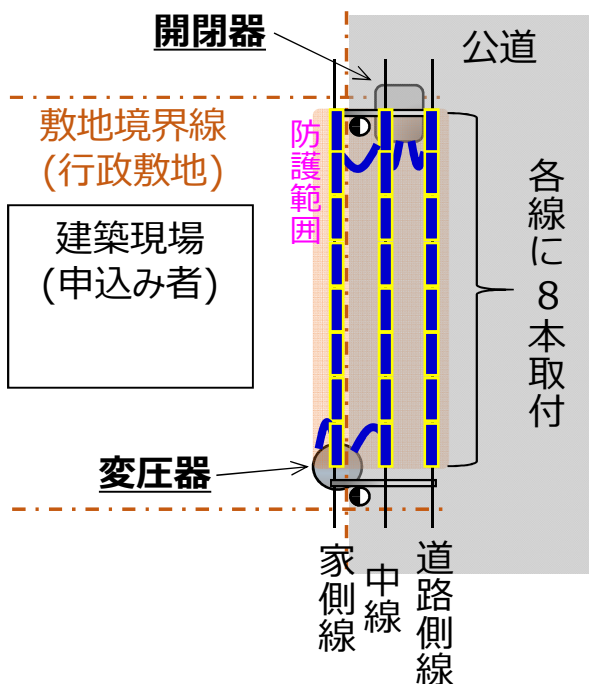 開閉器
公道
敷地境界線
(行政敷地)
防護範囲
建築現場
(申込み者)
各線に8本取付
変圧器
家側線
中線
道路側線